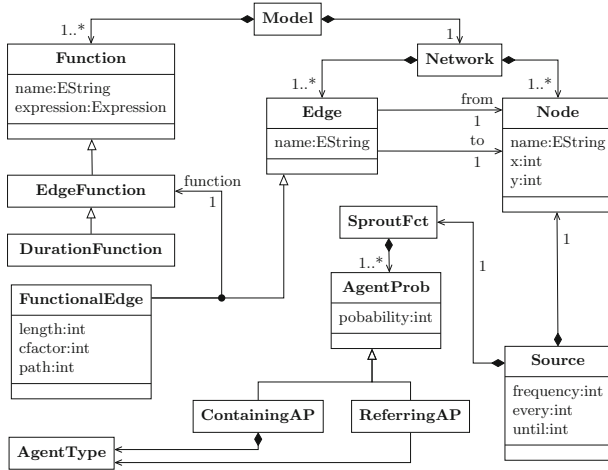 Model
1..*
1
Function
name:EString
expression:Expression
Network
1..*
1..*
Edge
name:EString
from
1
to
1
Node
name:EString
x:int
y:int
EdgeFunction
function
1
DurationFunction
SproutFct
1
1
1..*
FunctionalEdge
length:int
cfactor:int
path:int
AgentProb
pobability:int
Source
frequency:int
every:int
until:int
ContainingAP
ReferringAP
AgentType